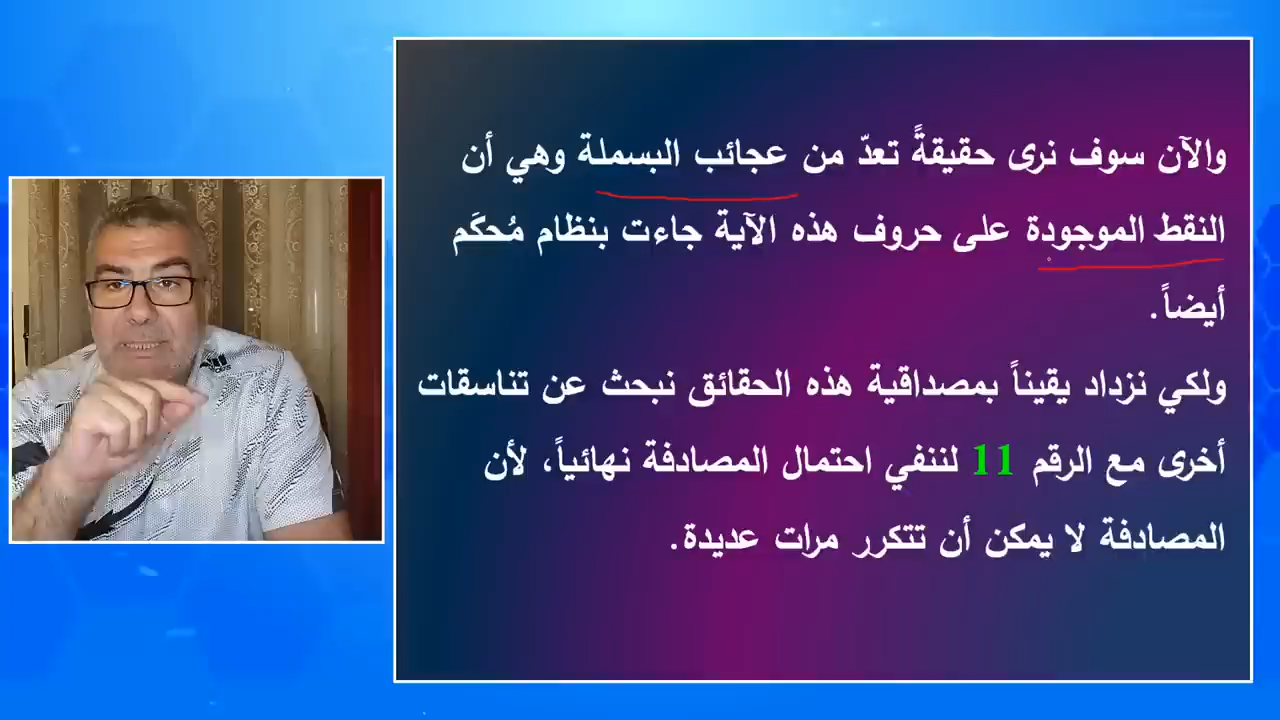 والآن سوف نرى حقيقةً تعدّ من عجائب البسملة وهي أن
النقط الموجودة على حروف هذه الآية جاءت بنظام مُحكَم
أيضاً.
ولكي نزداد يقيناً بمصداقية هذه الحقائق نبحث عن تناسقات
أخرى مع الرقم 11 لننفي احتمال المصادفة نهائياً، لأن
المصادفة لا يمكن أن تتكرر مرات عديدة.